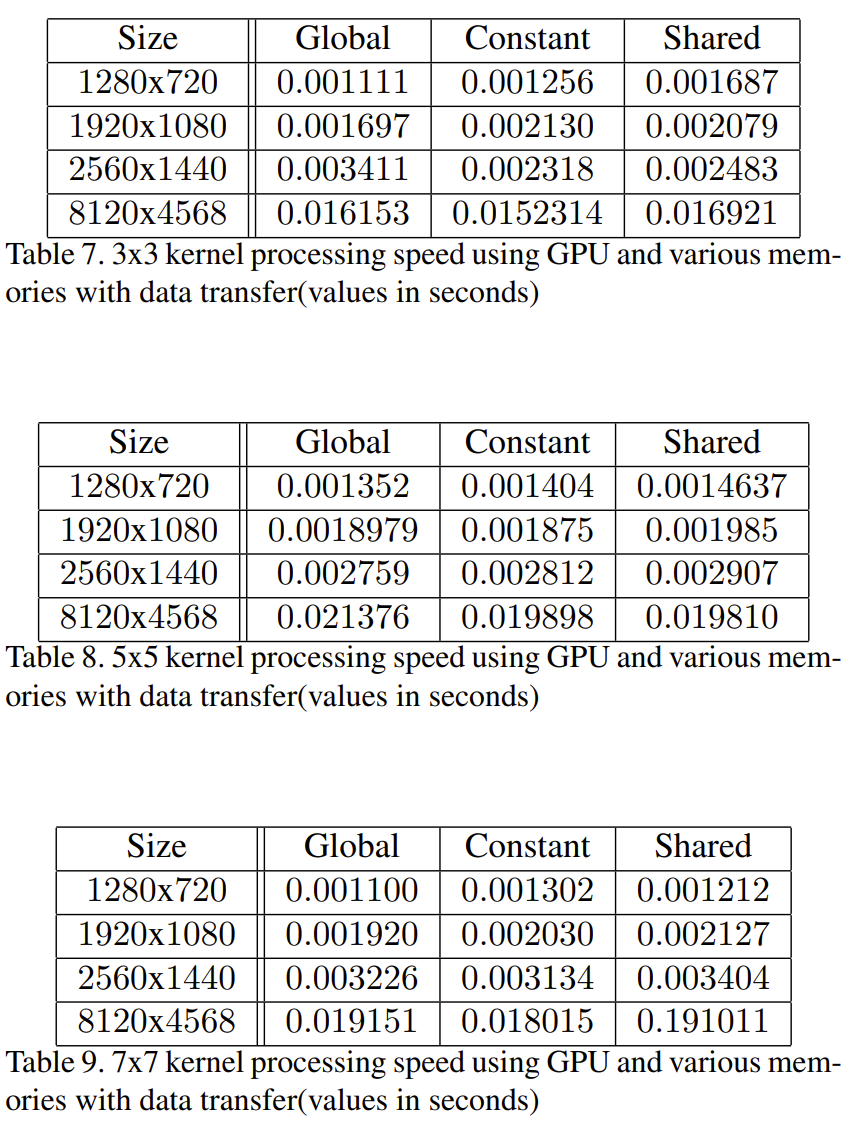 Size Global Constant Shared
1280x720 0.001111 0.001256 0.001687
1920x1080 0.001697 0.002130 0.002079
2560x1440 0.003411 0.002318 0.002483
8120x4568 0.016153 0.0152314 0.016921
Table 7. 3x3 kernel processing speed using GPU and various mem-
ories with data transfer(values in seconds)
Size Global Constant Shared
1280x720 0.001352 0.001404 0.0014637
1920x1080 0.0018979 0.001875 0.001985
2560x1440 0.002759 0.002812 0.002907
8120x4568 0.021376 0.019898 0.019810
Table 8. 5x5 kernel processing speed using GPU and various mem-
ories with data transfer(values in seconds)
Size Global Constant Shared
1280x720 0.001100 0.001302 0.001212
1920x1080 0.001920 0.002030 0.002127
2560x1440 0.003226 0.003134 0.003404
8120x4568 0.019151 0.018015 0.191011
Table 9. 7x7 kernel processing speed using GPU and various mem-
ories with data transfer(values in seconds)